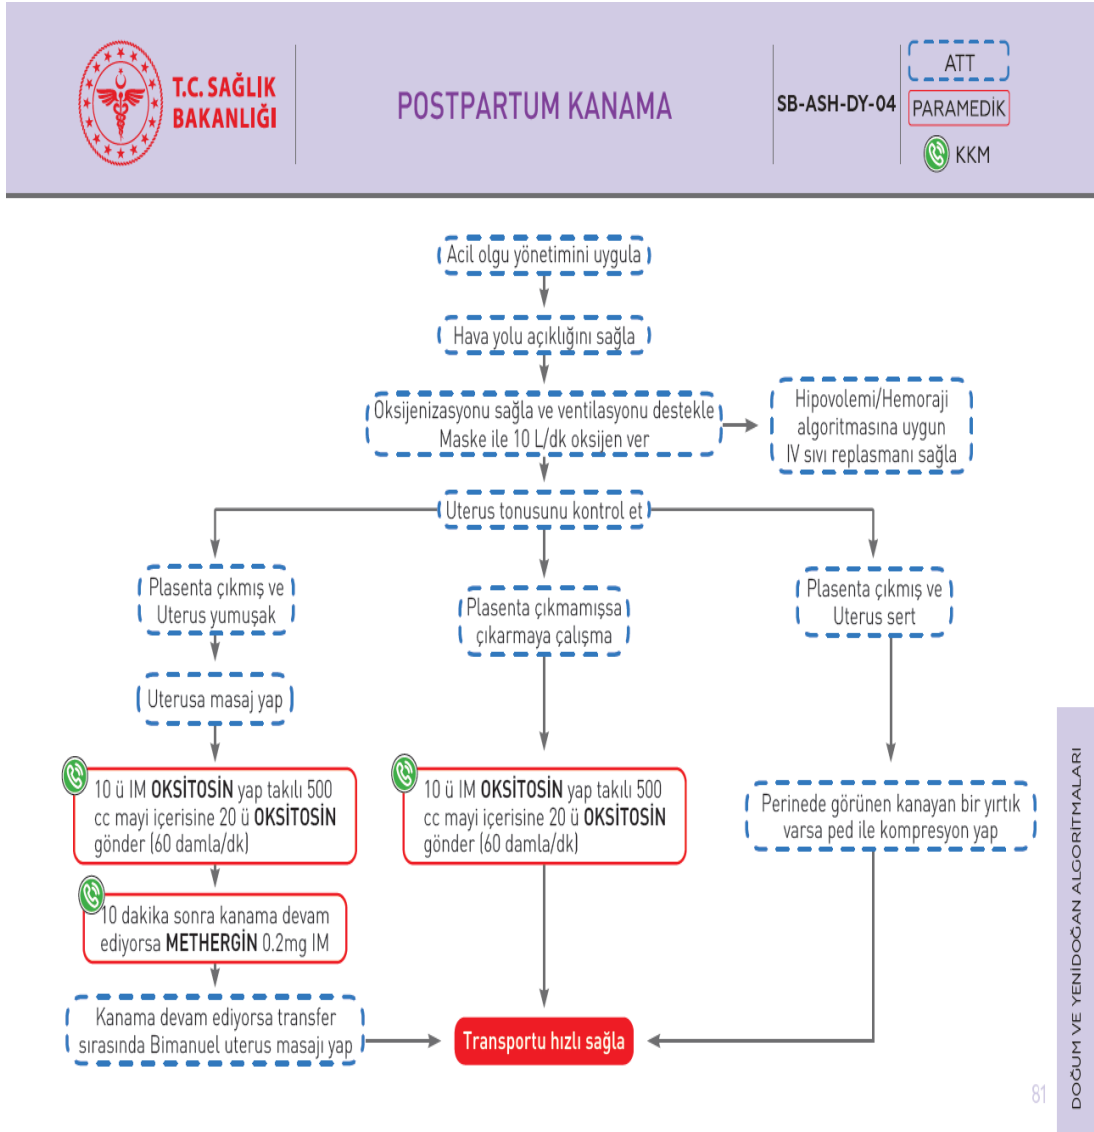 T.C. SAĞLIK
BAKANLIĞI
POSTPARTUM KANAMA
SB-ASH-DY-04
ATT
PARAMEDİK
KKM
Acil olgu yönetimini uygula
Hava yolu açıklığını sağla
Oksijenizasyonu sağla ve ventilasyonu destekle
Maske ile 10 L/dk oksijen ver
Hipovolemi/Hemoraji
algoritmasına uygun
IV sıvı replasmanı sağla
Uterus tonusunu kontrol et
Plasenta çıkmış ve
Uterus yumuşak
Plasenta çıkmamışsa
çıkarmaya çalışma
Plasenta çıkmış ve
Uterus sert
Uterusa masaj yap
10 ü IM OKSİTOSİN yap takılı 500
cc mayi içerisine 20 ü OKSİTOSİN
gönder (60 damla/dk)
10 ü IM OKSİTOSİN yap takılı 500
cc mayi içerisine 20 ü OKSİTOSİN
gönder (60 damla/dk)
Perinede görünen kanayan bir yırtık
varsa ped ile kompresyon yap
10 dakika sonra kanama devam
ediyorsa METHERGİN 0.2mg IM
Kanama devam ediyorsa transfer
sırasında Bimanuel uterus masajı yap
Transportu hızlı sağla
DOĞUM VE YENİDOĞAN ALGORİTMALARI
81